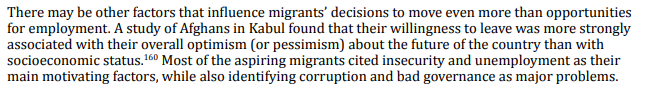 There may be other factors that influence migrants' decisions to move even more than opportunities
for employment. A study of Afghans in Kabul found that their willingness to leave was more strongly
associated with their overall optimism (or pessimism) about the future of the country than with
socioeconomic status.¹⁶⁰ Most of the aspiring migrants cited insecurity and unemployment as their
main motivating factors, while also identifying corruption and bad governance as major problems.